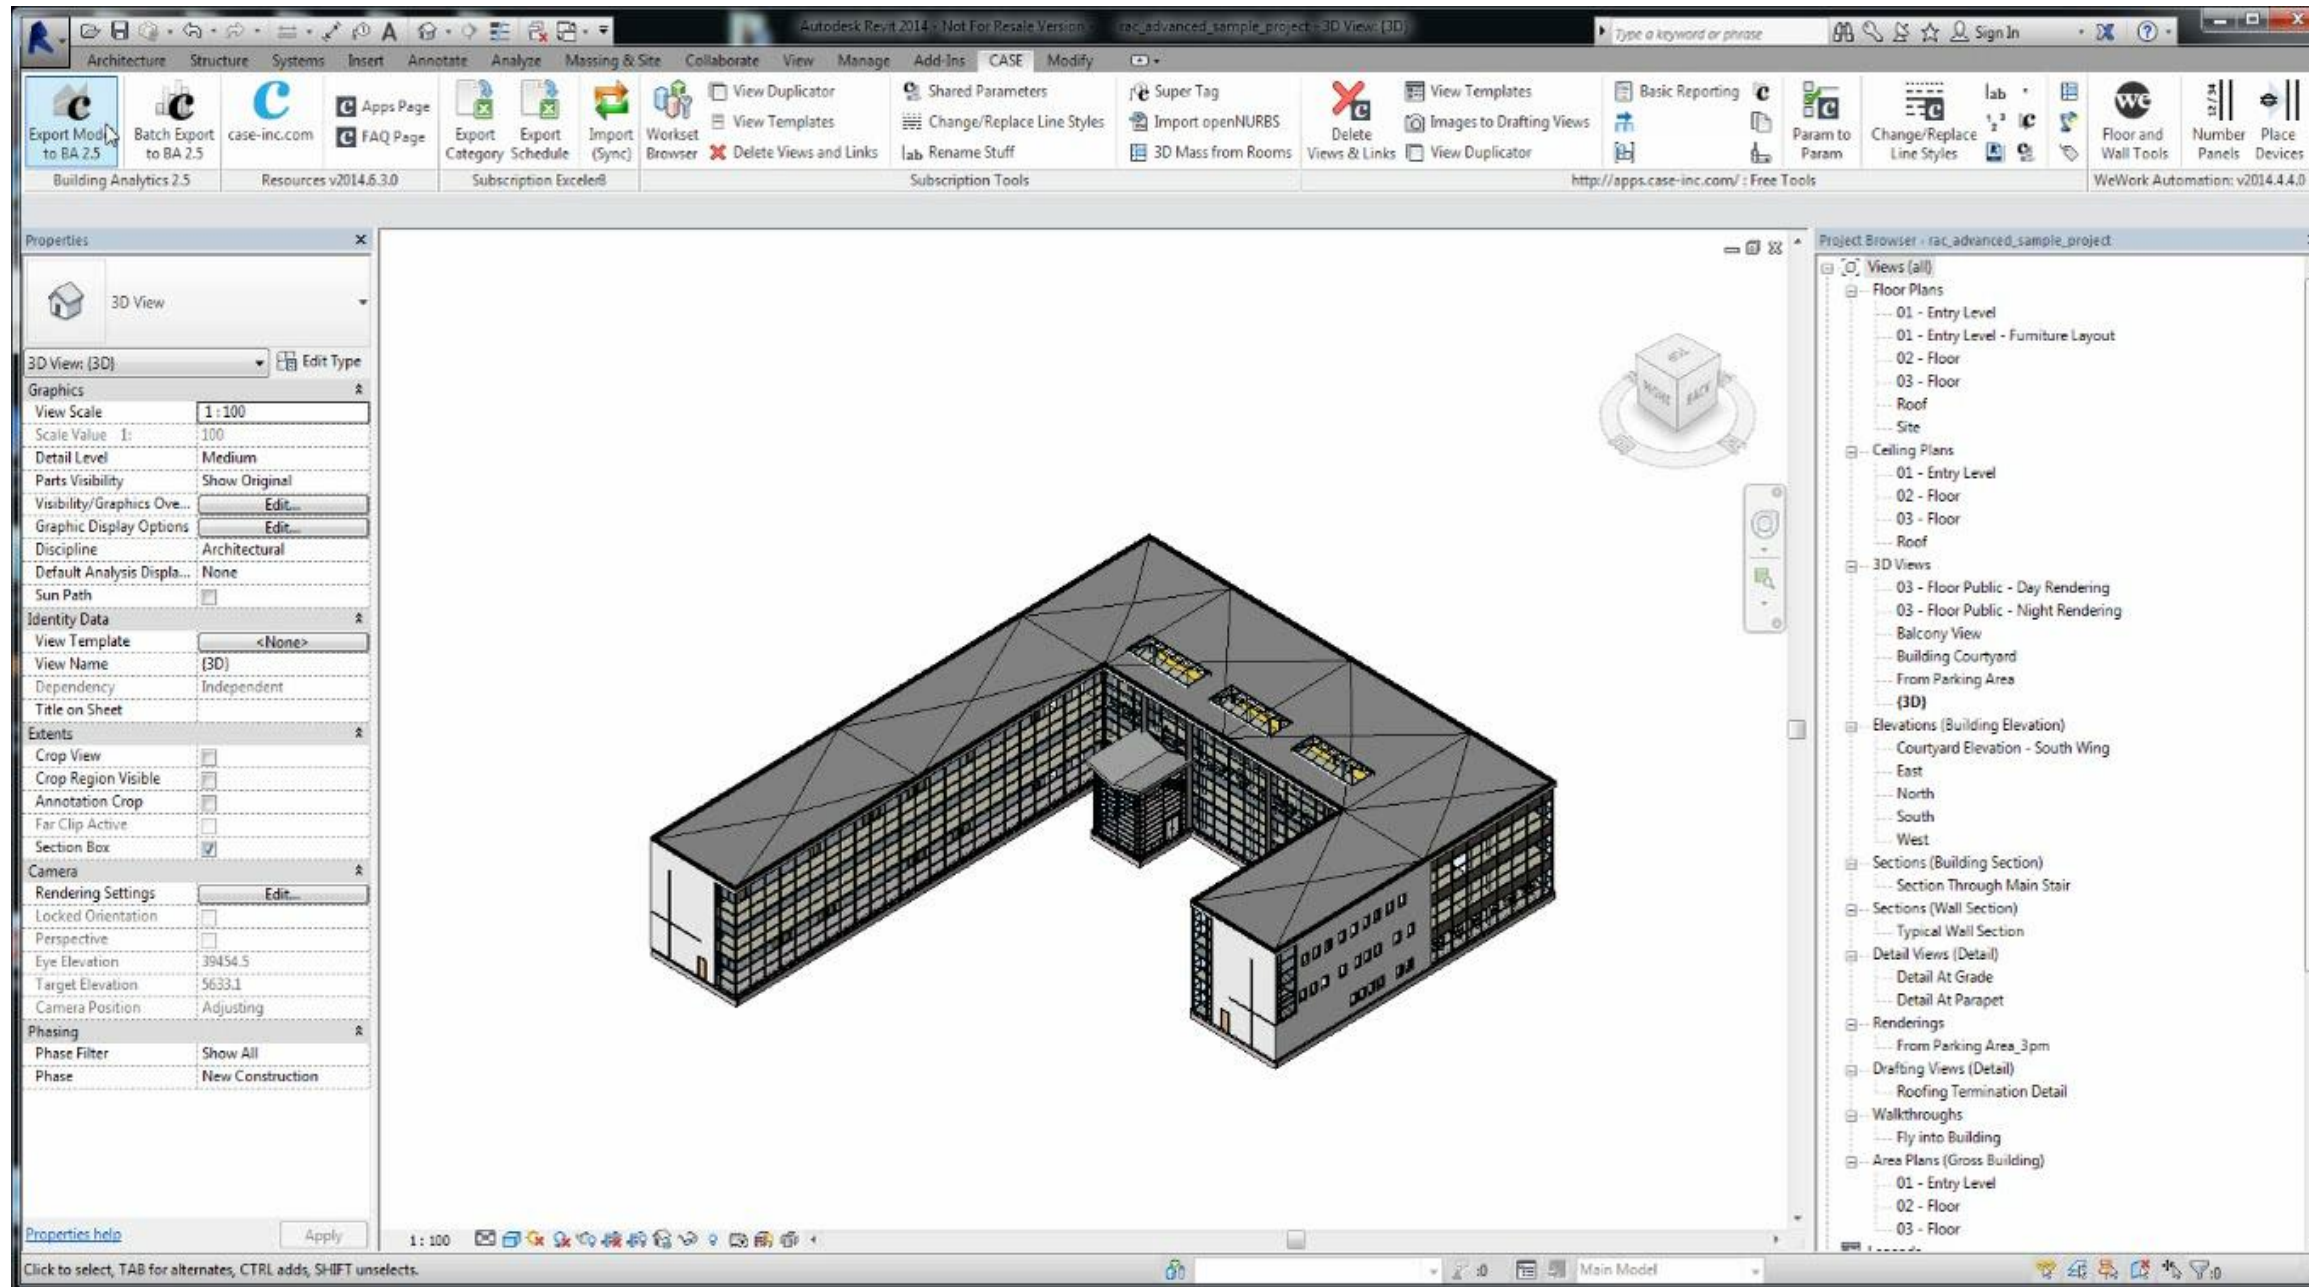 Autodesk Revit 2014 - Not For Resale Version - rac_advanced_sample_project - 3D View: {3D}
Type a keyword or phrase
Sign In
Architecture Structure Systems Insert Annotate Analyze Massing & Site Collaborate View Manage Add-Ins CASE Modify
Export Mod
to BA 2.5
Batch Export
to BA 2.5
Building Analytics 2.5
case-inc.com
Apps Page
FAQ Page
Resources v2014.6.3.0
Export
Category
Export
Schedule
Import
(Sync)
Subscription Exceler8
Workset
Browser
View Duplicator
View Templates
Delete Views and Links
Shared Parameters
Change/Replace Line Styles
Rename Stuff
Super Tag
Import openNURBS
3D Mass from Rooms
Subscription Tools
Delete
Views & Links
View Templates
Images to Drafting Views
View Duplicator
Basic Reporting
Param to
Param
Change/Replace
Line Styles
http://apps.case-inc.com/ : Free Tools
Floor and
Wall Tools
Number
Panels
Place
Devices
WeWork Automation: v2014.4.4.0
Properties
3D View
3D View: {3D}
Edit Type
Graphics
View Scale 1 : 100
Scale Value 1: 100
Detail Level Medium
Parts Visibility Show Original
Visibility/Graphics Ove... Edit...
Graphic Display Options Edit...
Discipline Architectural
Default Analysis Displa... None
Sun Path
Identity Data
View Template <None>
View Name {3D}
Dependency Independent
Title on Sheet
Extents
Crop View
Crop Region Visible
Annotation Crop
Far Clip Active
Section Box
Camera
Rendering Settings Edit...
Locked Orientation
Perspective
Eye Elevation 39454.5
Target Elevation 5633.1
Camera Position Adjusting
Phasing
Phase Filter Show All
Phase New Construction
Properties help
Apply
TOP
RIGHT
BACK
Project Browser - rac_advanced_sample_project
Views (all)
Floor Plans
01 - Entry Level
01 - Entry Level - Furniture Layout
02 - Floor
03 - Floor
Roof
Site
Ceiling Plans
01 - Entry Level
02 - Floor
03 - Floor
Roof
3D Views
03 - Floor Public - Day Rendering
03 - Floor Public - Night Rendering
Balcony View
Building Courtyard
From Parking Area
{3D}
Elevations (Building Elevation)
Courtyard Elevation - South Wing
East
North
South
West
Sections (Building Section)
Section Through Main Stair
Sections (Wall Section)
Typical Wall Section
Detail Views (Detail)
Detail At Grade
Detail At Parapet
Renderings
From Parking Area_3pm
Drafting Views (Detail)
Roofing Termination Detail
Walkthroughs
Fly into Building
Area Plans (Gross Building)
01 - Entry Level
02 - Floor
03 - Floor
1 : 100
Click to select, TAB for alternates, CTRL adds, SHIFT unselects.
:0
Main Model
:0